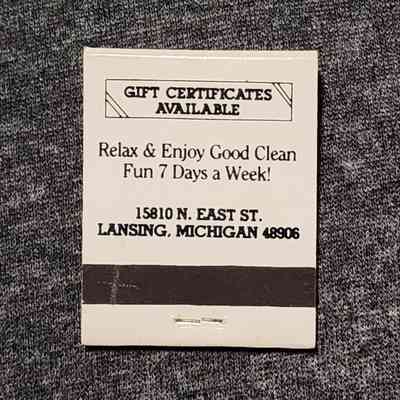 GIFT CERTIFICATES
AVAILABLE
Relax & Enjoy Good Clean
Fun 7 Days a Week!
15810 N. EAST ST.
LANSING, MICHIGAN 48906